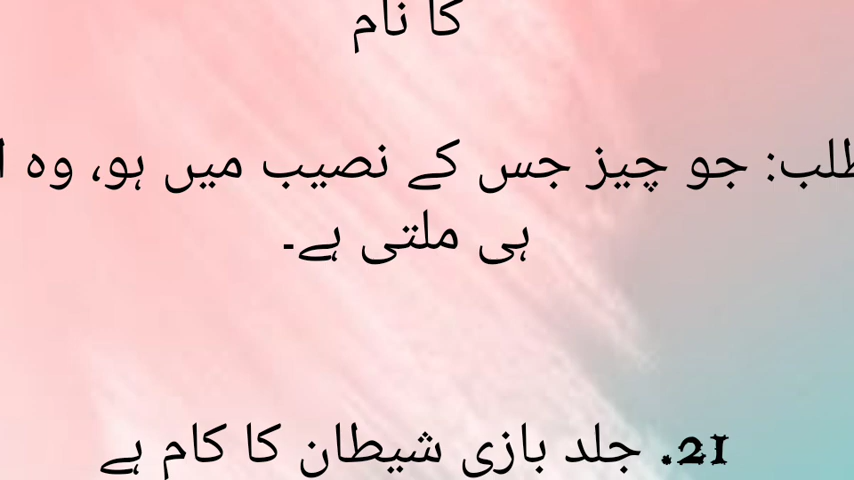 کا نام
جو چیز جس کے نصیب میں ہو، وہ
ہی ملتی ہے۔
21. جلد بازی شیطان کا کام ہے